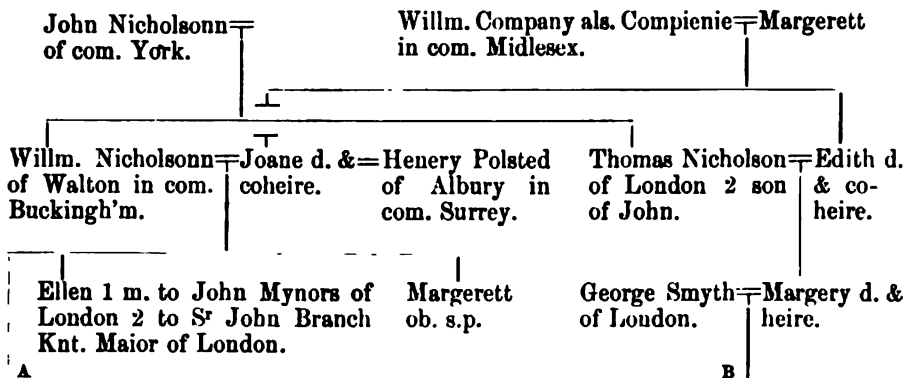 John Nicholsonn
of com. York.
Willm. Company als. Compienie
in com. Midlesex.
Margerett
Willm. Nicholsonn
of Walton in com.
Buckingh'm.
Joane d. &
coheire.
Henery Polsted
of Albury in
com. Surrey.
Thomas Nicholson
of London 2 son
of John.
Edith d.
& co-
heire.
Ellen 1 m. to John Mynors of
London 2 to Sr John Branch
Knt. Maior of London.
Margerett
ob. s.p.
George Smyth
of London.
Margery d. &
heire.
A
B